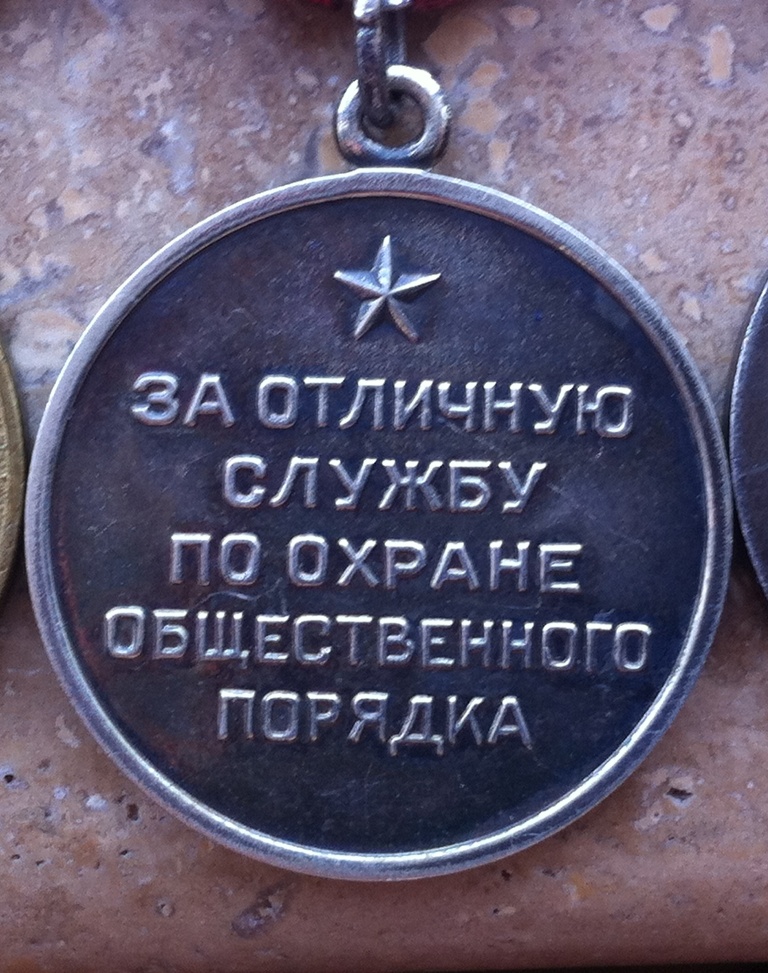 ЗА ОТЛИЧНУЮ
СЛУЖБУ
ПО ОХРАНЕ
ОБЩЕСТВЕННОГО
ПОРЯДКА